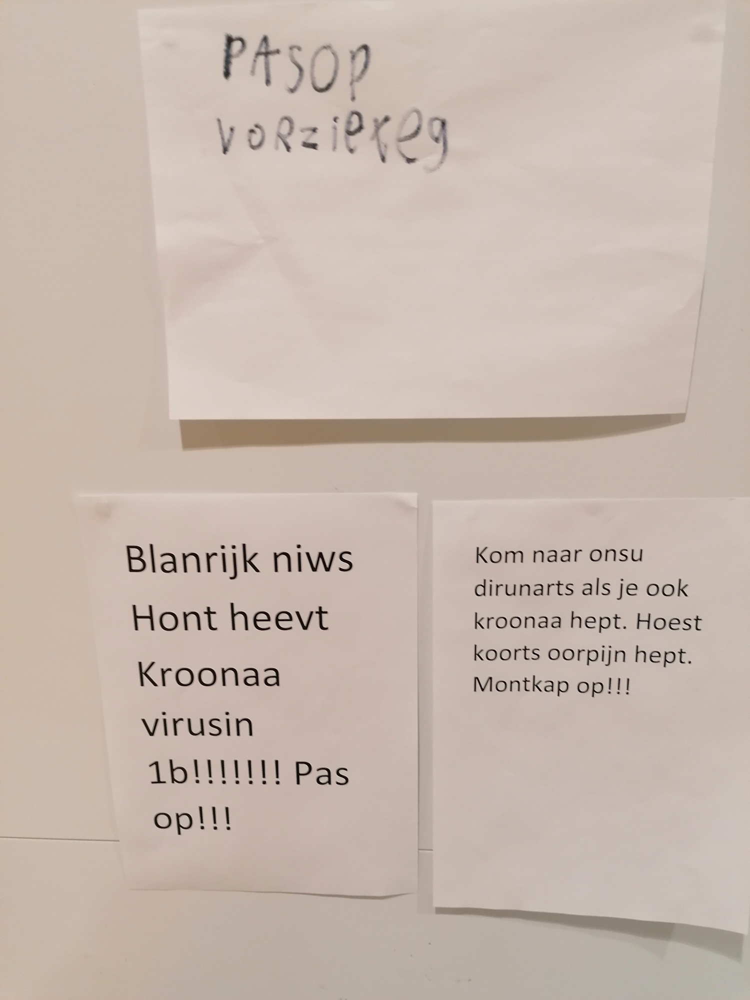 PASOP
voRzieReg
Blanrijk niws
Hont heevt
Kroonaa
virusin
1b!!!!!!! Pas
op!!!
Kom naar onsu
dirunarts als je ook
kroonaa hept. Hoest
koorts oorpijn hept.
Montkap op!!!